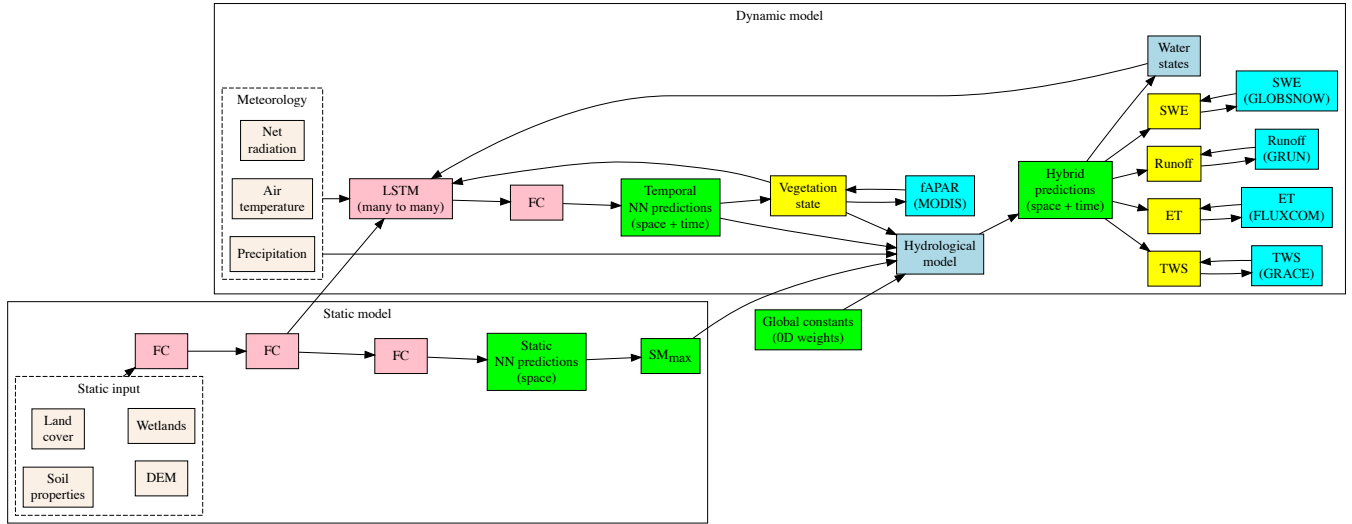 Dynamic model
Meteorology
Net
radiation
Air
temperature
Precipitation
LSTM
(many to many)
FC
Temporal
NN predictions
(space + time)
Vegetation
state
fAPAR
(MODIS)
Hydrological
model
Hybrid
predictions
(space + time)
Water
states
SWE
SWE
(GLOBSNOW)
Runoff
Runoff
(GRUN)
ET
ET
(FLUXCOM)
TWS
TWS
(GRACE)
Static model
FC
FC
FC
Static
NN predictions
(space)
SMmax
Global constants
(0D weights)
Static input
Land
cover
Wetlands
Soil
properties
DEM